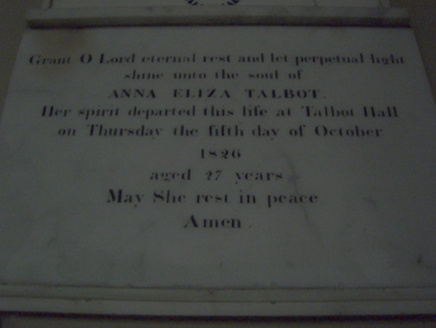 Grant O Lord eternal rest and let perpetual light
shine unto the soul of
ANNA ELIZA TALBOT.
Her spirit departed this life at Talbot Hall
on Thursday the fifth day of October
1826
aged 27 years
May She rest in peace
Amen.